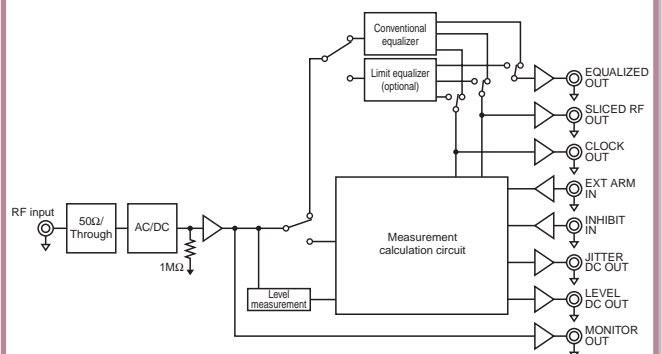 Conventional
equalizer
Limit equalizer
(optional)
EQUALIZED
OUT
SLICED RF
OUT
CLOCK
OUT
EXT ARM
IN
INHIBIT
IN
JITTER
DC OUT
LEVEL
DC OUT
MONITOR
OUT
RF input
50Ω/
Through
AC/DC
1MΩ
Level
measurement
Measurement
calculation circuit